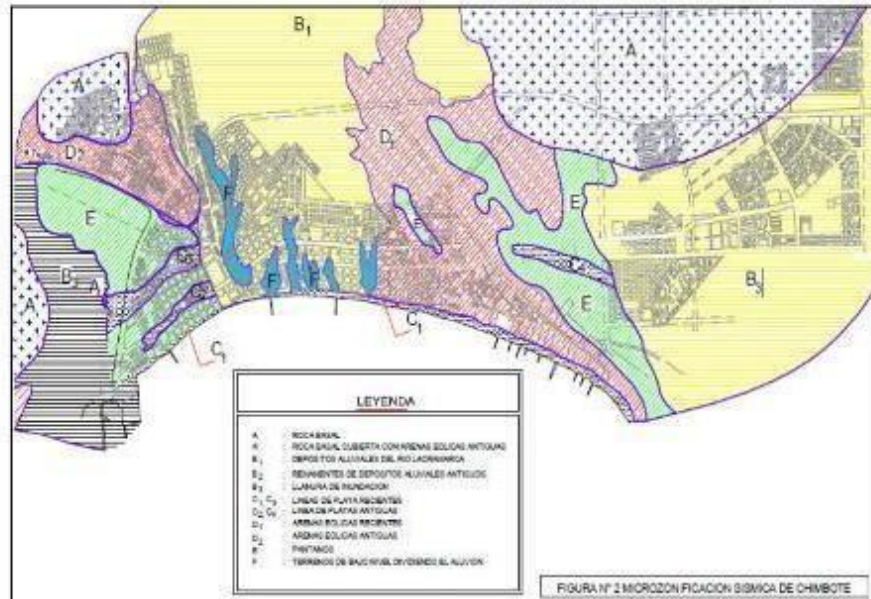 B1
A
A
D2
D1
F
E
E
E
C3
C4
B2
A
A
F
F
E
B3
C1
C1
LEYENDA
A : ROCA BASAL
A' : ROCA BASAL CUBIERTA CON ARENAS EOLICAS ANTIGUAS
B1 : DEPOSITOS ALUVIALES DEL RIO LACRAMARCA
B2 : REMANENTES DE DEPOSITOS ALUVIALES ANTIGUOS
B3 : LLANURA DE INUNDACION
C1, C3 : LINEAS DE PLAYA RECIENTES
C2, C4 : LINEA DE PLAYAS ANTIGUAS
D1 : ARENAS EOLICAS RECIENTES
D2 : ARENAS EOLICAS ANTIGUAS
E : PANTANOS
F : TERRENOS DE BAJO NIVEL DIVIDIENDO EL ALUVION
FIGURA N° 2 MICROZONIFICACION SISMICA DE CHIMBOTE